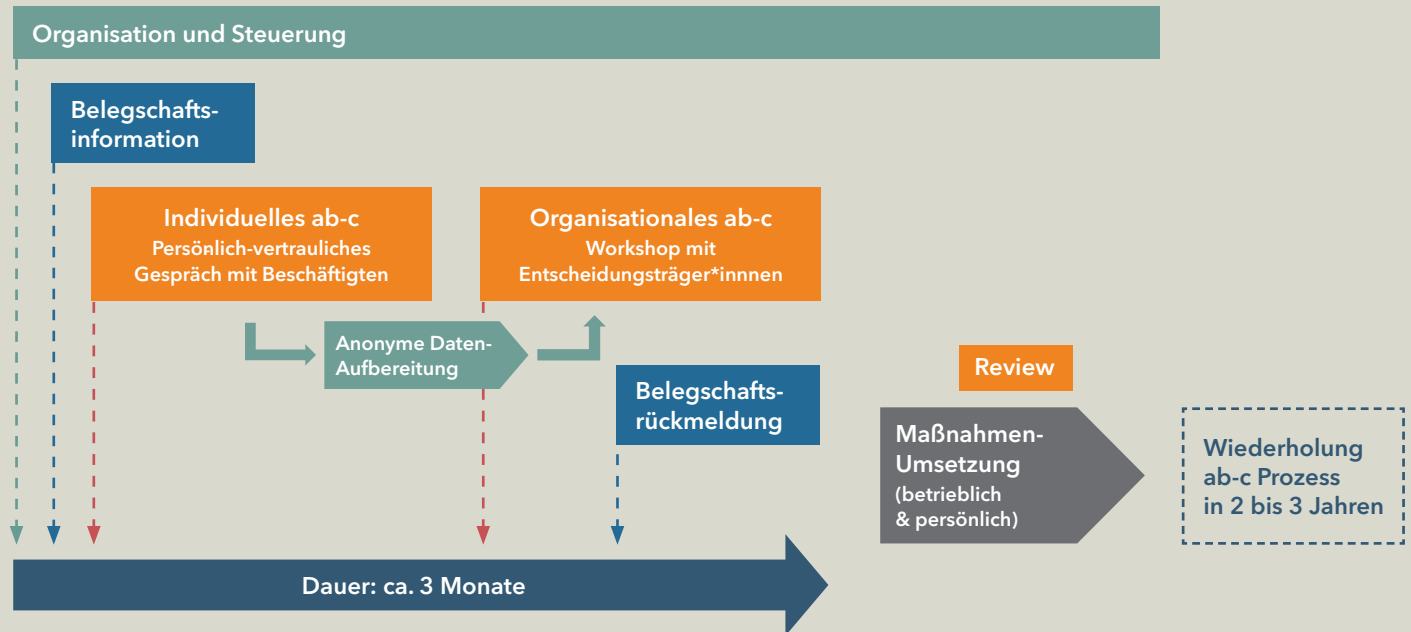 Organisation und Steuerung
Belegschafts-
information
Individuelles ab-c
Persönlich-vertrauliches
Gespräch mit Beschäftigten
Organisationales ab-c
Workshop mit
Entscheidungsträger*innnen
Anonyme Daten-
Aufbereitung
Belegschafts-
rückmeldung
Review
Maßnahmen-
Umsetzung
(betrieblich
& persönlich)
Wiederholung
ab-c Prozess
in 2 bis 3 Jahren
Dauer: ca. 3 Monate